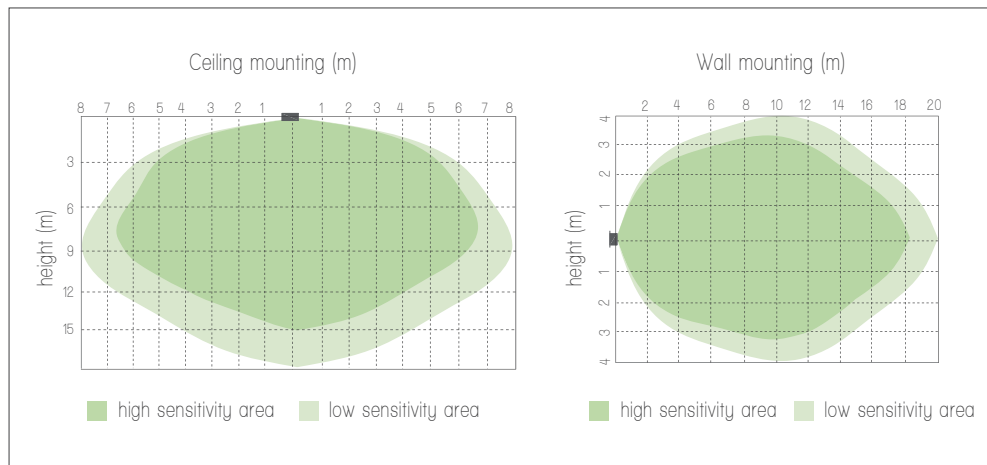 Ceiling mounting (m)
8 7 6 5 4 3 2 1 1 2 3 4 5 6 7 8
3
6
9
12
15
height (m)
high sensitivity area
low sensitivity area
Wall mounting (m)
2 4 6 8 10 12 14 16 18 20
4
3
2
1
1
2
3
4
height (m)
high sensitivity area
low sensitivity area